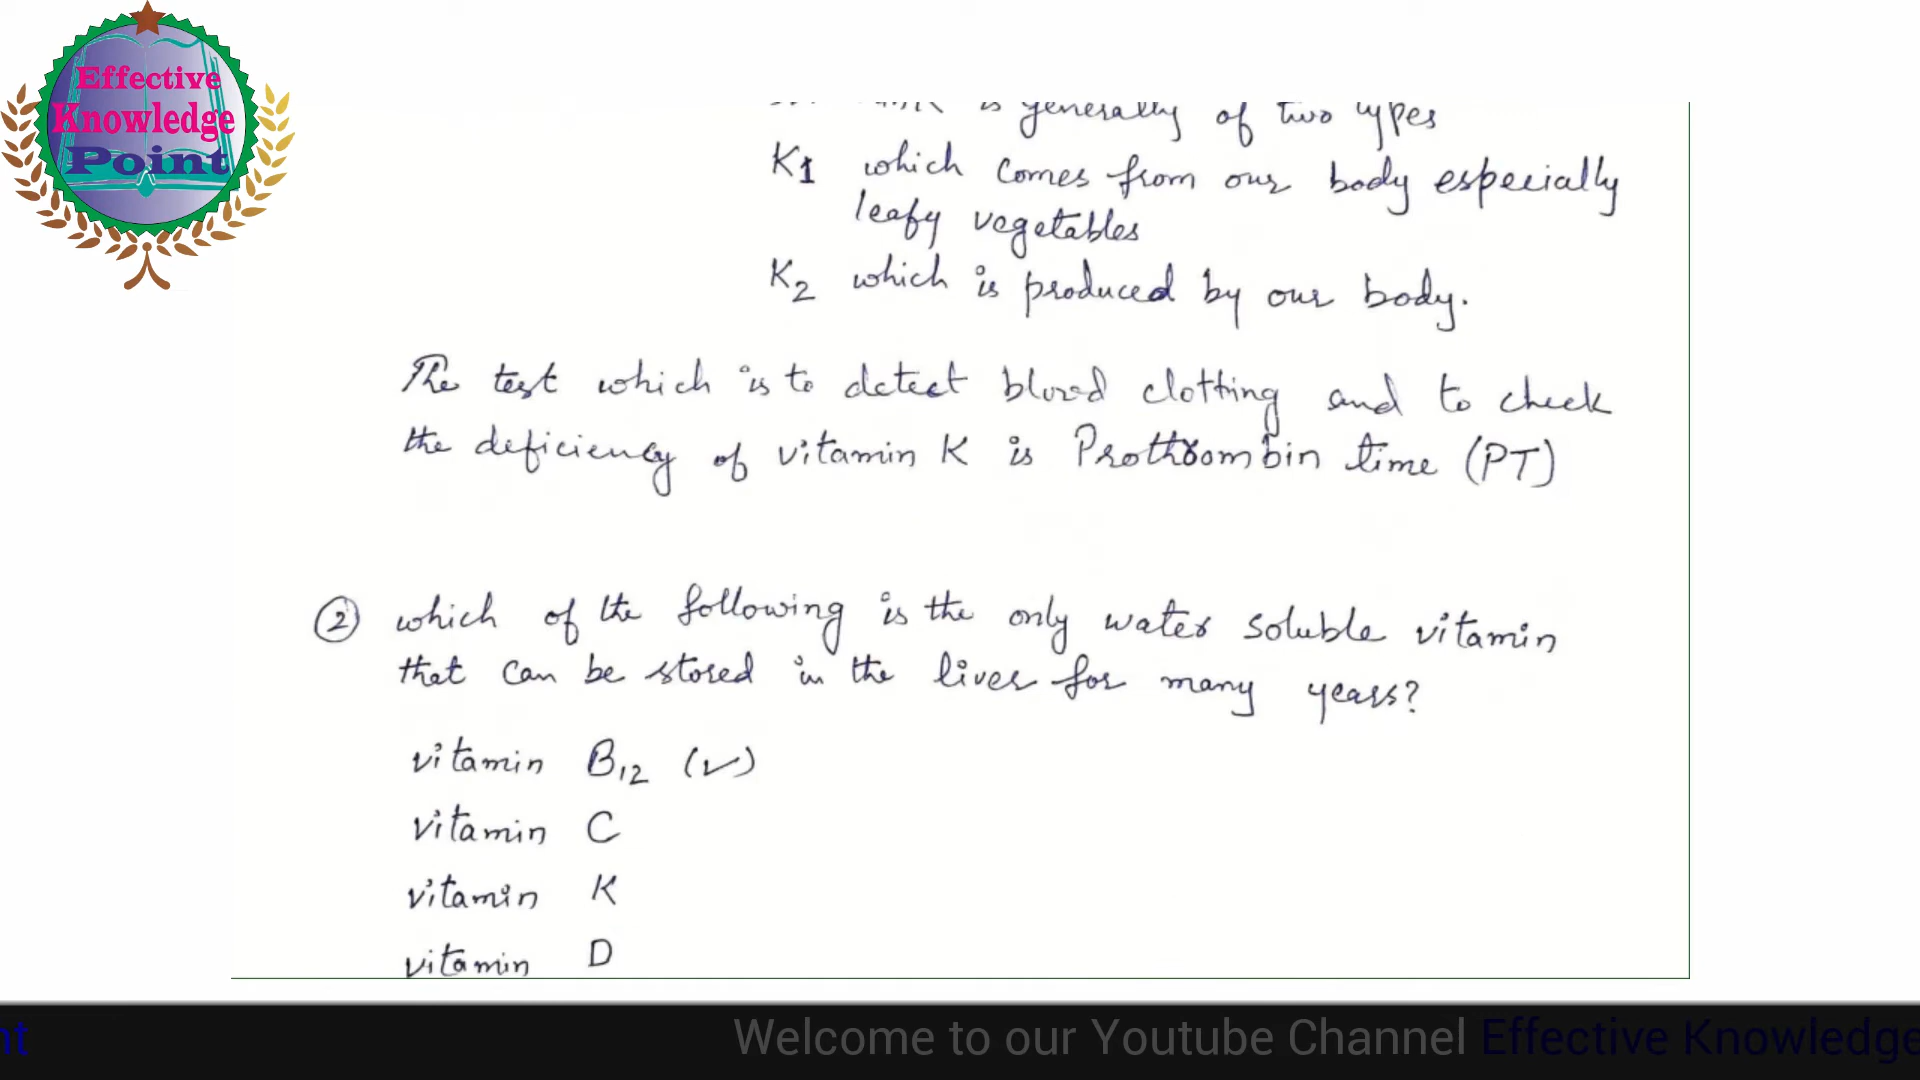 Effective
Knowledge
Point
is generally of two types
K1 which comes from our body especially
leafy vegetables
K2 which is produced by our body.
The test which is to detect blood clotting and to check
the deficiency of vitamin K is Prothrombin time (PT)
② which of the following is the only water soluble vitamin
that can be stored in the liver for many years?
vitamin B12 (✓)
vitamin C
vitamin K
vitamin D
nt Welcome to our Youtube Channel Effective Knowledge